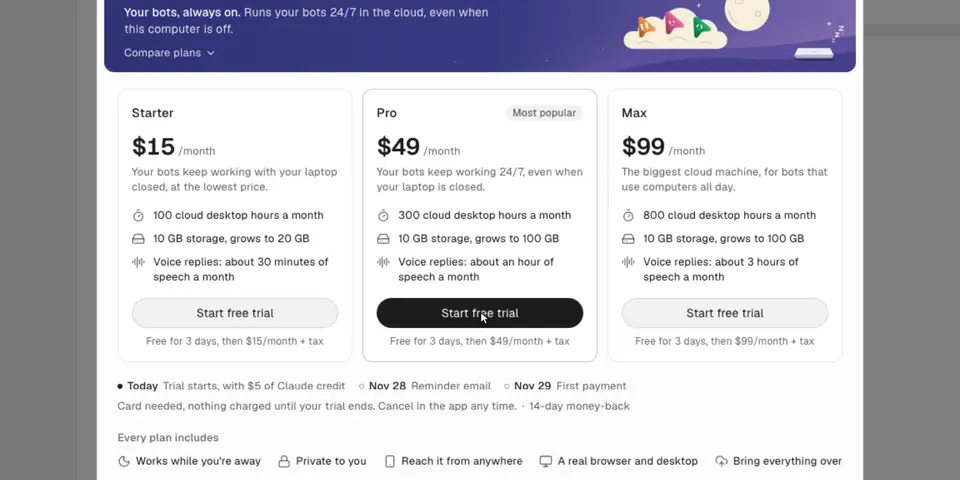 Your bots, always on. Runs your bots 24/7 in the cloud, even when
this computer is off.
Compare plans
z z z
Starter
$15 /month
Your bots keep working with your laptop
closed, at the lowest price.
100 cloud desktop hours a month
10 GB storage, grows to 20 GB
Voice replies: about 30 minutes of
speech a month
Start free trial
Free for 3 days, then $15/month + tax
Pro
Most popular
$49 /month
Your bots keep working 24/7, even when
your laptop is closed.
300 cloud desktop hours a month
10 GB storage, grows to 100 GB
Voice replies: about an hour of
speech a month
Start free trial
Free for 3 days, then $49/month + tax
Max
$99 /month
The biggest cloud machine, for bots that
use computers all day.
800 cloud desktop hours a month
10 GB storage, grows to 100 GB
Voice replies: about 3 hours of
speech a month
Start free trial
Free for 3 days, then $99/month + tax
Today Trial starts, with $5 of Claude credit Nov 28 Reminder email Nov 29 First payment
Card needed, nothing charged until your trial ends. Cancel in the app any time. · 14-day money-back
Every plan includes
Works while you're away Private to you Reach it from anywhere A real browser and desktop Bring everything over